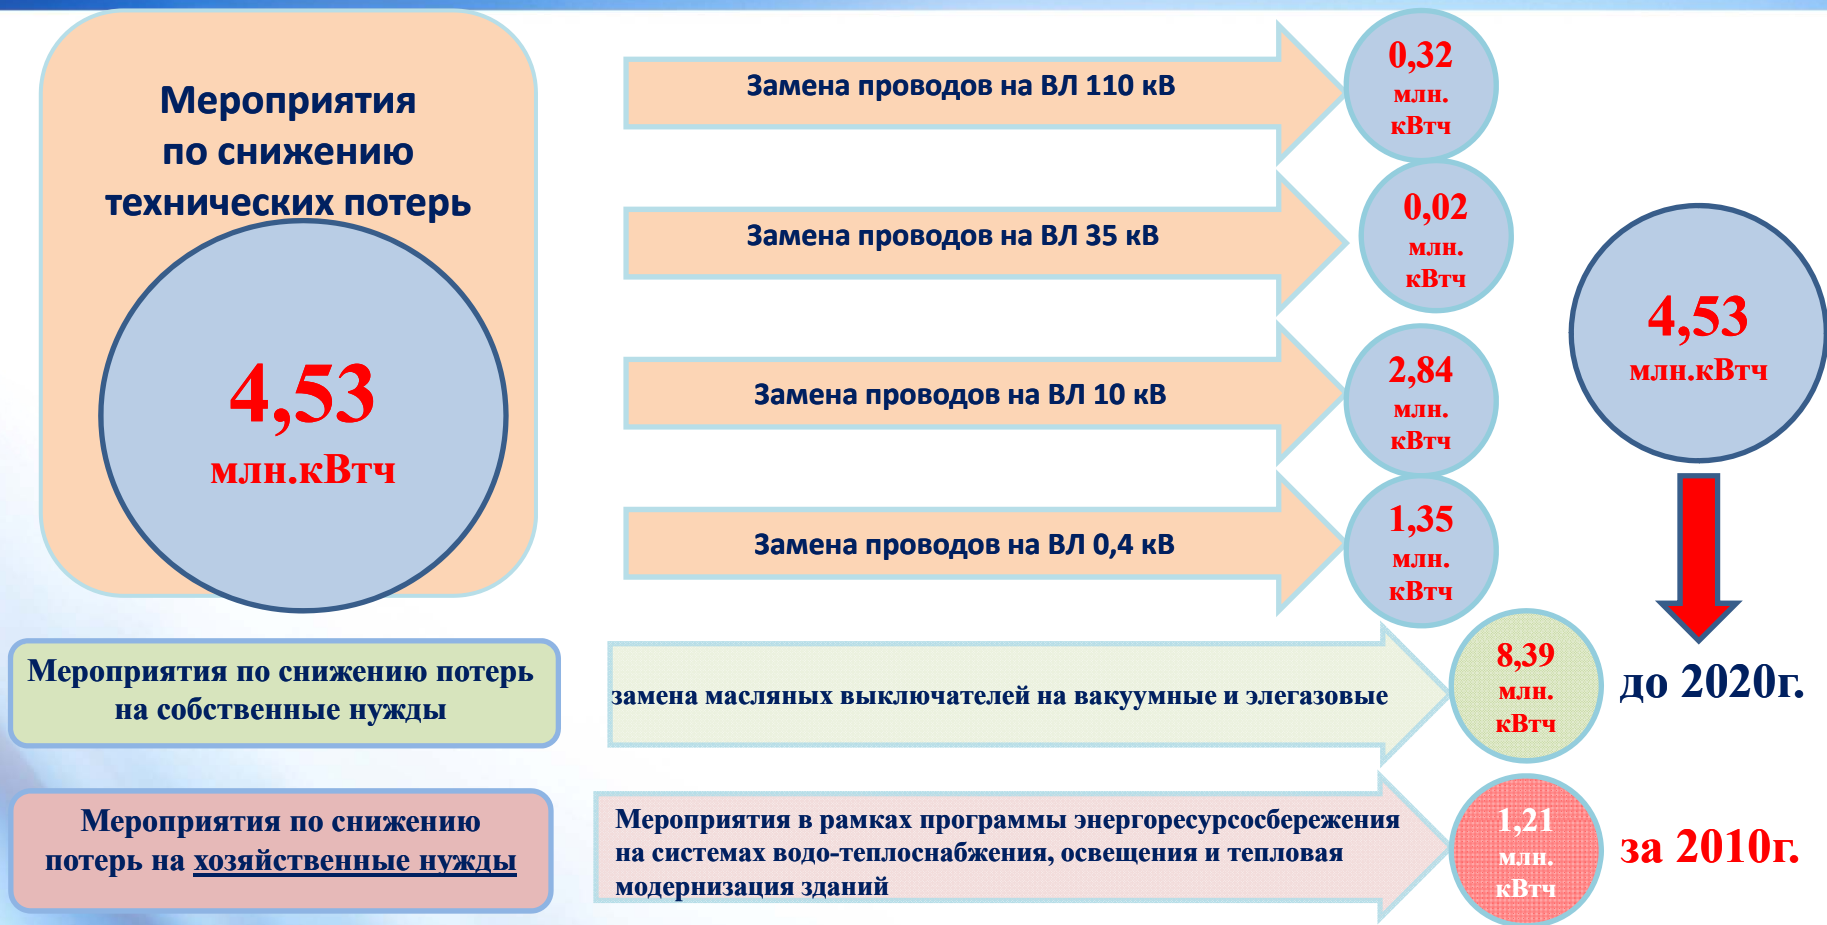 Мероприятия
по снижению
технических потерь
4,53
млн.кВтч
Замена проводов на ВЛ 110 кВ
0,32
млн.
кВтч
Замена проводов на ВЛ 35 кВ
0,02
млн.
кВтч
Замена проводов на ВЛ 10 кВ
2,84
млн.
кВтч
Замена проводов на ВЛ 0,4 кВ
1,35
млн.
кВтч
4,53
млн.кВтч
Мероприятия по снижению потерь
на собственные нужды
замена масляных выключателей на вакуумные и элегазовые
8,39
млн.
кВтч
до 2020г.
Мероприятия по снижению
потерь на хозяйственные нужды
Мероприятия в рамках программы энергоресурсосбережения
на системах водо-теплоснабжения, освещения и тепловая
модернизация зданий
1,21
млн.
кВтч
за 2010г.